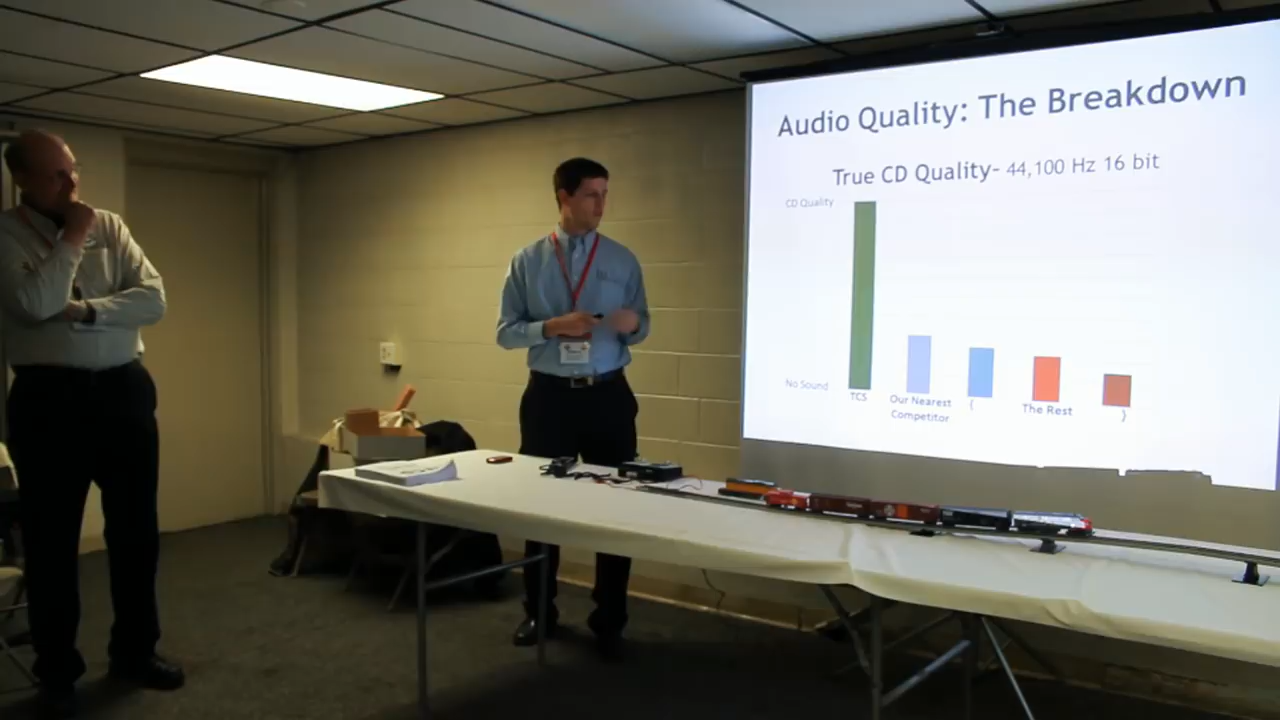 Audio Quality: The Breakdown
True CD Quality- 44,100 Hz 16 bit
CD Quality
No Sound
TCS
Our Nearest
Competitor
(
The Rest
)